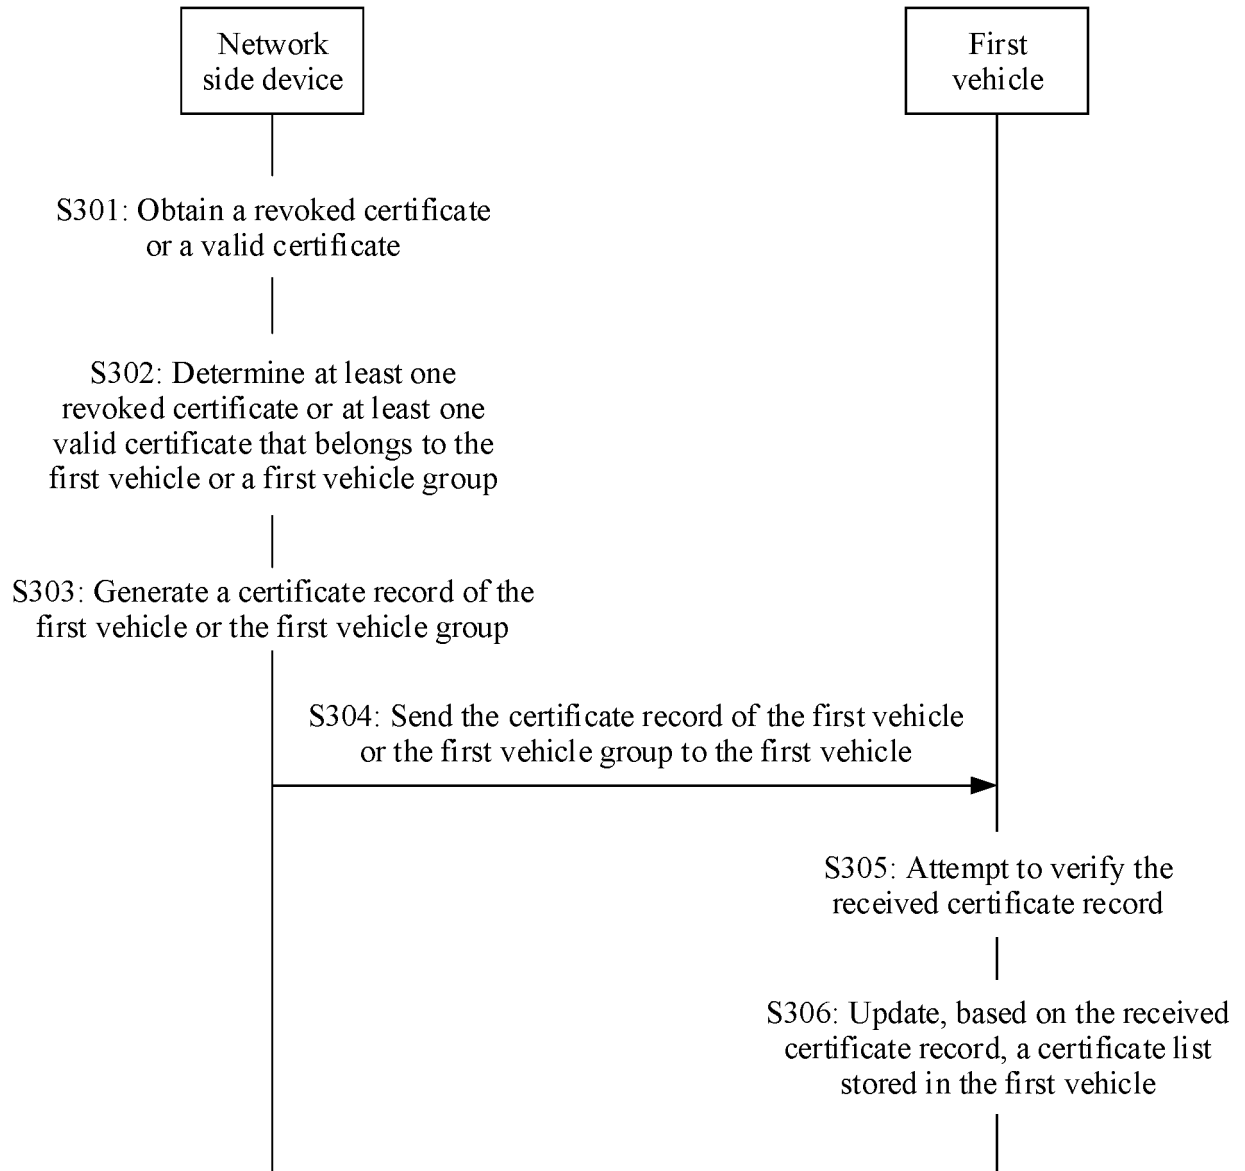 Network
side device
First
vehicle
S301: Obtain a revoked certificate
or a valid certificate
S302: Determine at least one
revoked certificate or at least one
valid certificate that belongs to the
first vehicle or a first vehicle group
S303: Generate a certificate record of the
first vehicle or the first vehicle group
S304: Send the certificate record of the first vehicle
or the first vehicle group to the first vehicle
S305: Attempt to verify the
received certificate record
S306: Update, based on the received
certificate record, a certificate list
stored in the first vehicle